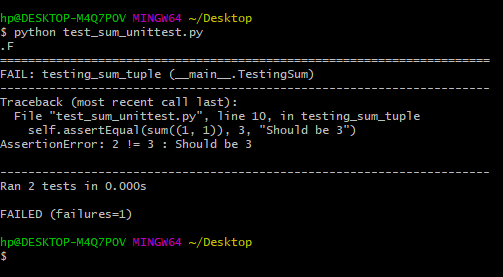 hp@DESKTOP-M4Q7POV MINGW64 ~/Desktop
$ python test_sum_unittest.py
.F
======================================================================
FAIL: testing_sum_tuple (__main__.TestingSum)
----------------------------------------------------------------------
Traceback (most recent call last):
  File "test_sum_unittest.py", line 10, in testing_sum_tuple
    self.assertEqual(sum((1, 1)), 3, "Should be 3")
AssertionError: 2 != 3 : Should be 3

----------------------------------------------------------------------
Ran 2 tests in 0.000s

FAILED (failures=1)

hp@DESKTOP-M4Q7POV MINGW64 ~/Desktop
$